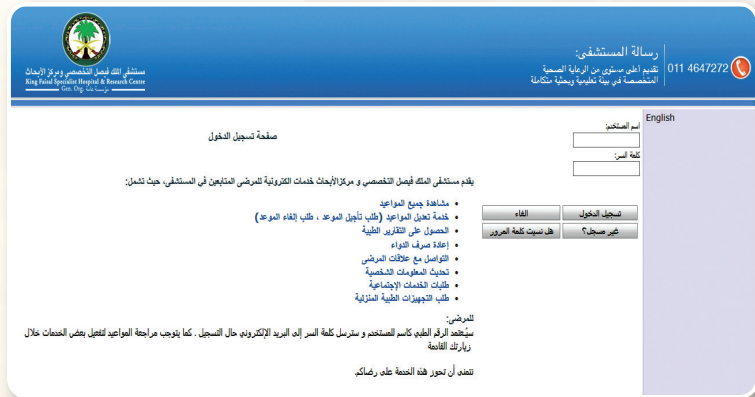 رسالة المستشفى:
تقديم أعلى مستوى من الرعاية الصحية
المتخصصة في بيئة تعليمية وبحثية متكاملة
011 4647272
مستشفى الملك فيصل التخصصي ومركز الأبحاث
King Faisal Specialist Hospital & Research Centre
Gen. Org. مؤسسة عامة
English
اسم المستخدم:
كلمة السر:
تسجيل الدخول
الغاء
غير مسجل؟
هل نسيت كلمة المرور
صفحة تسجيل الدخول
يقدم مستشفى الملك فيصل التخصصي و مركز الأبحاث خدمات الكترونية للمرضى المتابعين في المستشفى، حيث تشمل:
• مشاهدة جميع المواعيد
• خدمة تعديل المواعيد (طلب تأجيل الموعد ، طلب إلغاء الموعد)
• الحصول على التقارير الطبية
• إعادة صرف الدواء
• التواصل مع علاقات المرضى
• تحديث المعلومات الشخصية
• طلبات الخدمات الإجتماعية
• طلب التجهيزات الطبية المنزلية
للمرضى:
سيُعتمد الرقم الطبي كاسم للمستخدم و سترسل كلمة السر إلى البريد الإلكتروني حال التسجيل . كما يتوجب مراجعة المواعيد لتفعيل بعض الخدمات خلال
زيارتك القادمة
نتمنى أن تحوز هذه الخدمة على رضاكم.